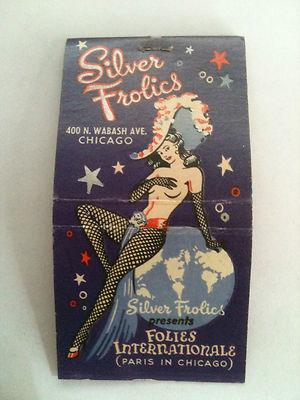 Silver
Frolics
400 N. WABASH AVE.
CHICAGO
Silver Frolics
presents
FOLIES
INTERNATIONALE
(PARIS IN CHICAGO)